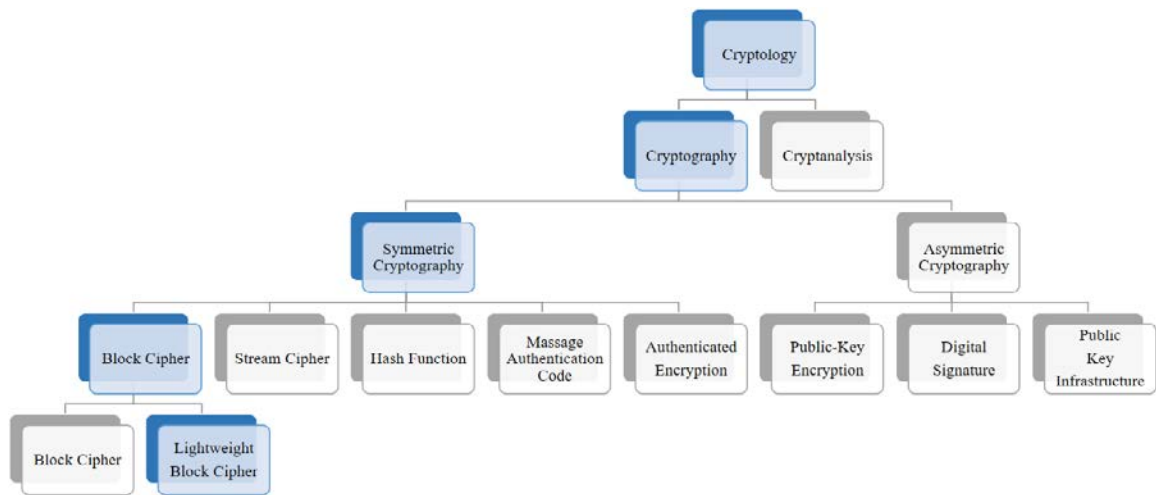 Cryptology
Cryptography
Cryptanalysis
Symmetric
Cryptography
Asymmetric
Cryptography
Block Cipher
Stream Cipher
Hash Function
Massage
Authentication
Code
Authenticated
Encryption
Public-Key
Encryption
Digital
Signature
Public
Key
Infrastructure
Block Cipher
Lightweight
Block Cipher